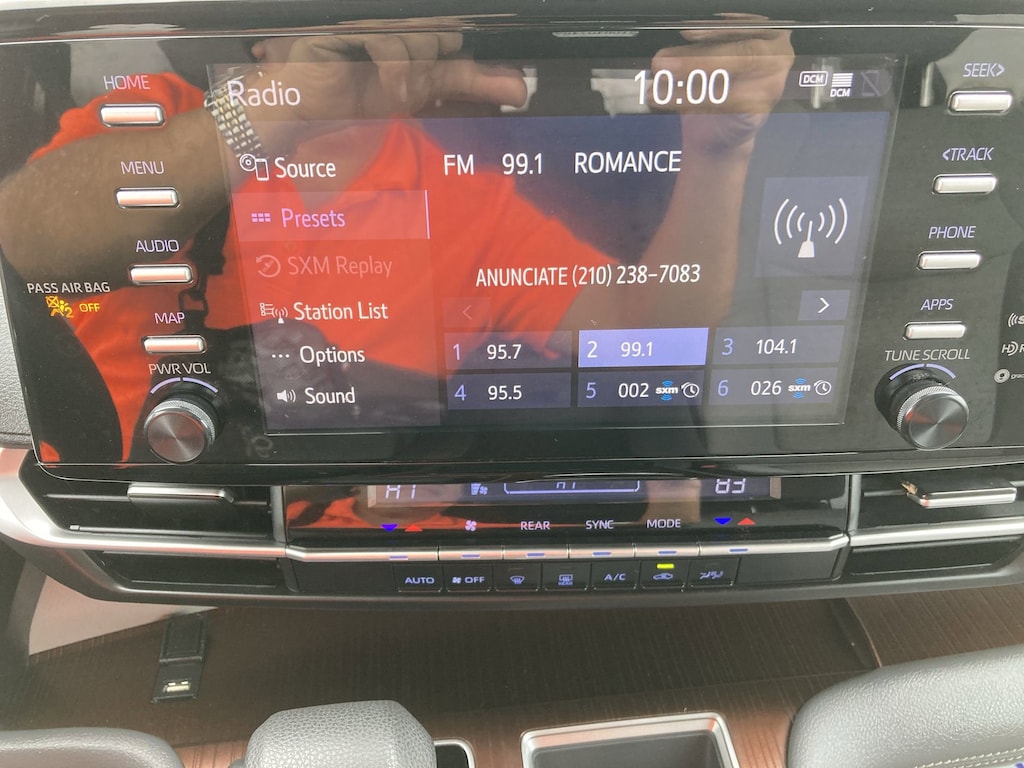 HOME
MENU
AUDIO
PASS AIR BAG
OFF
MAP
PWR VOL
Radio
10:00
DCM
DCM
Source
Presets
SXM Replay
Station List
Options
Sound
FM 99.1 ROMANCE
ANUNCIATE (210) 238-7083
1 95.7
2 99.1
3 104.1
4 95.5
5 002 sxm
6 026 sxm
SEEK>
<TRACK
PHONE
APPS
TUNE SCROLL
83
REAR
SYNC
MODE
AUTO
OFF
REAR
A/C